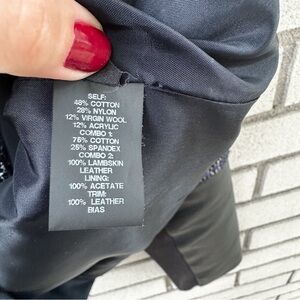 SELF:
48% COTTON
28% NYLON
12% VIRGIN WOOL
12% ACRYLIC
COMBO 1:
75% COTTON
25% SPANDEX
COMBO 2:
100% LAMBSKIN
LEATHER
LINING:
100% ACETATE
TRIM:
100% LEATHER
BIAS